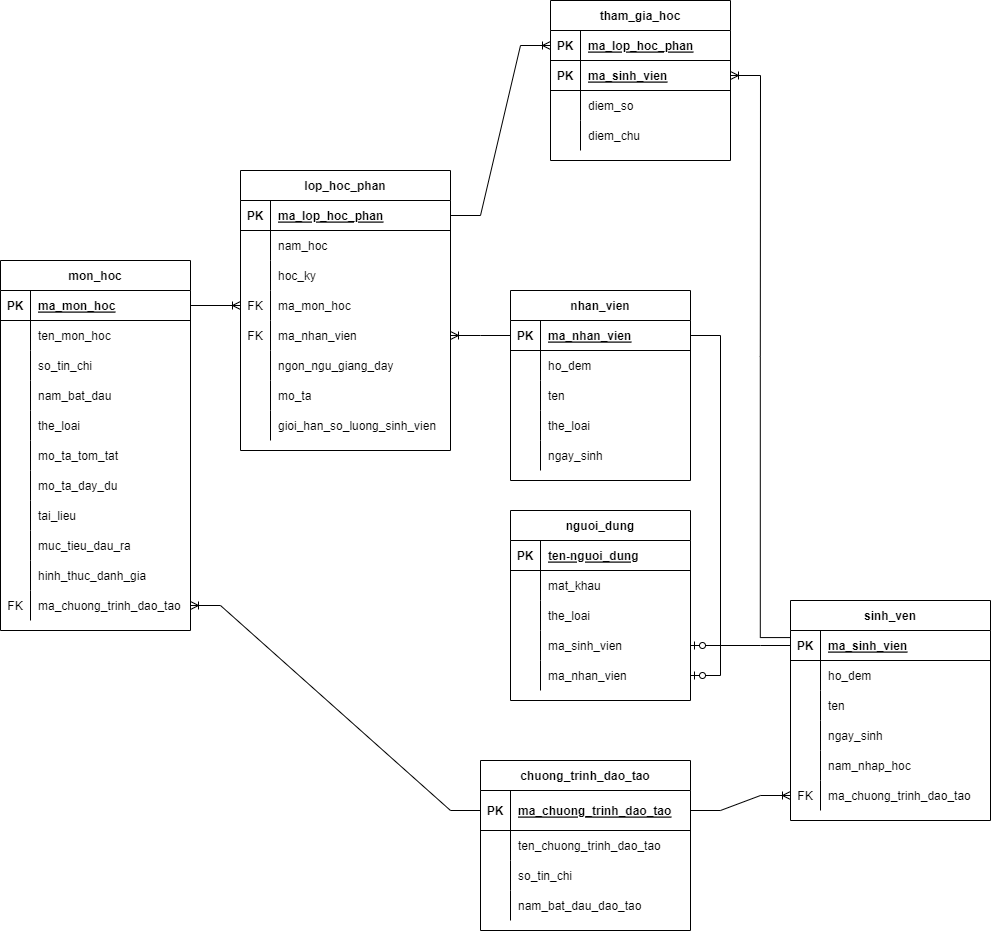 tham_gia_hoc
PK ma_lop_hoc_phan
PK ma_sinh_vien
diem_so
diem_chu
lop_hoc_phan
PK ma_lop_hoc_phan
nam_hoc
hoc_ky
FK ma_mon_hoc
FK ma_nhan_vien
ngon_ngu_giang_day
mo_ta
gioi_han_so_luong_sinh_vien
mon_hoc
PK ma_mon_hoc
ten_mon_hoc
so_tin_chi
nam_bat_dau
the_loai
mo_ta_tom_tat
mo_ta_day_du
tai_lieu
muc_tieu_dau_ra
hinh_thuc_danh_gia
FK ma_chuong_trinh_dao_tao
nhan_vien
PK ma_nhan_vien
ho_dem
ten
the_loai
ngay_sinh
nguoi_dung
PK ten-nguoi_dung
mat_khau
the_loai
ma_sinh_vien
ma_nhan_vien
sinh_ven
PK ma_sinh_vien
ho_dem
ten
ngay_sinh
nam_nhap_hoc
FK ma_chuong_trinh_dao_tao
chuong_trinh_dao_tao
PK ma_chuong_trinh_dao_tao
ten_chuong_trinh_dao_tao
so_tin_chi
nam_bat_dau_dao_tao